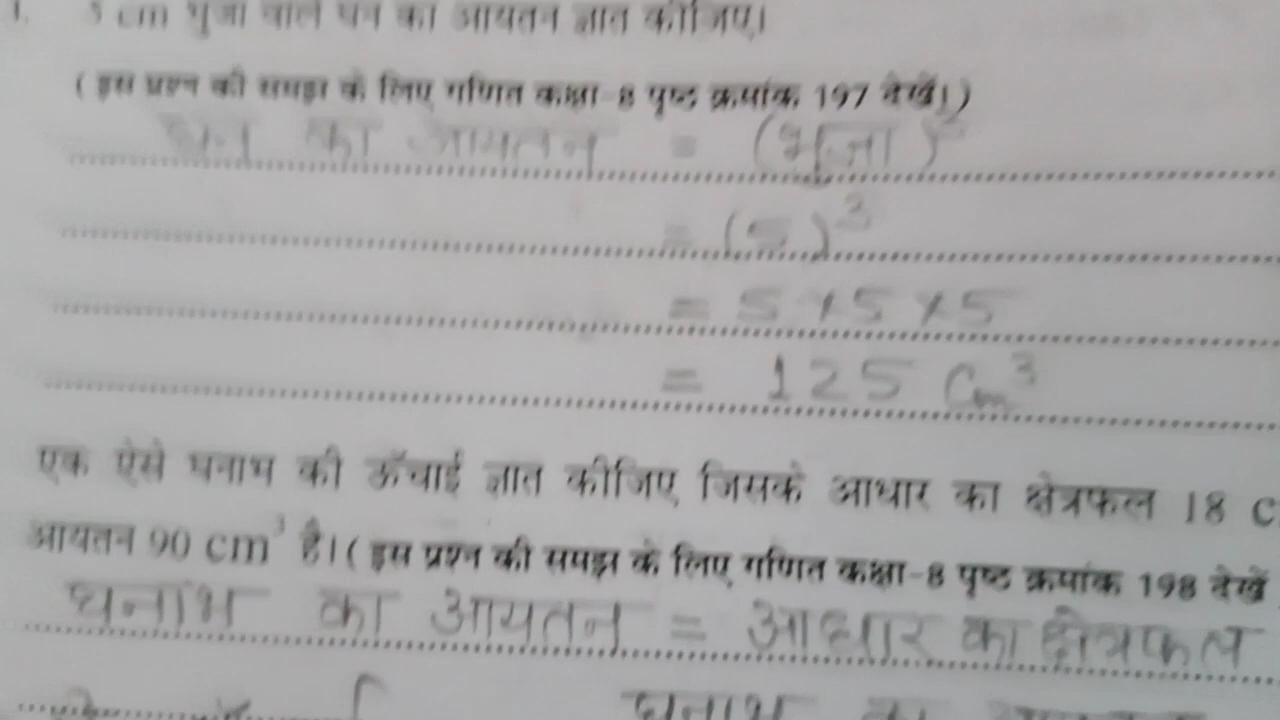 1. 5 cm भुजा वाले घन का आयतन ज्ञात कीजिए।
( इस प्रश्न की समझ के लिए गणित कक्षा-8 पृष्ठ क्रमांक 197 देखें। )
घन का आयतन = (भुजा)
= (5)³
= 5 × 5 × 5
= 125 Cm³
एक ऐसे घनाभ की ऊँचाई ज्ञात कीजिए जिसके आधार का क्षेत्रफल 18 c
आयतन 90 cm³ है। ( इस प्रश्न की समझ के लिए गणित कक्षा-8 पृष्ठ क्रमांक 198 देखें
घनाभ का आयतन = आधार का क्षेत्रफल
घनाभ का